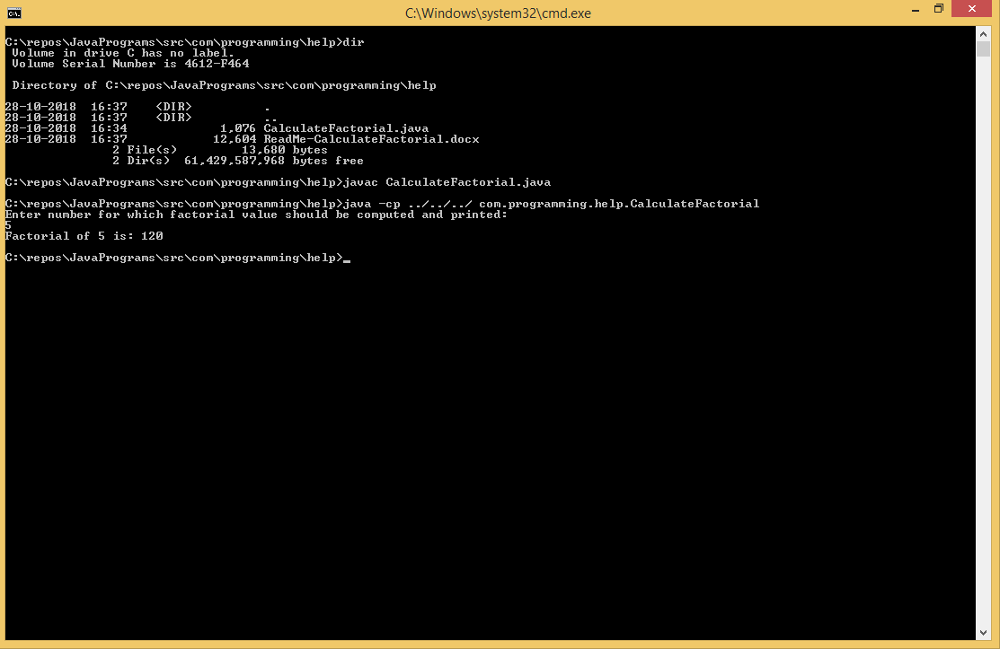 C:\Windows\system32\cmd.exe
C:\repos\JavaPrograms\src\com\programming\help>dir
Volume in drive C has no label.
Volume Serial Number is 4612-F464
Directory of C:\repos\JavaPrograms\src\com\programming\help
28-10-2018  16:37    <DIR>          .
28-10-2018  16:37    <DIR>          ..
28-10-2018  16:34             1,076 CalculateFactorial.java
28-10-2018  16:37            12,604 ReadMe-CalculateFactorial.docx
2 File(s)         13,680 bytes
2 Dir(s)  61,429,587,968 bytes free
C:\repos\JavaPrograms\src\com\programming\help>javac CalculateFactorial.java
C:\repos\JavaPrograms\src\com\programming\help>java -cp ../../../ com.programming.help.CalculateFactorial
Enter number for which factorial value should be computed and printed:
5
Factorial of 5 is: 120
C:\repos\JavaPrograms\src\com\programming\help>